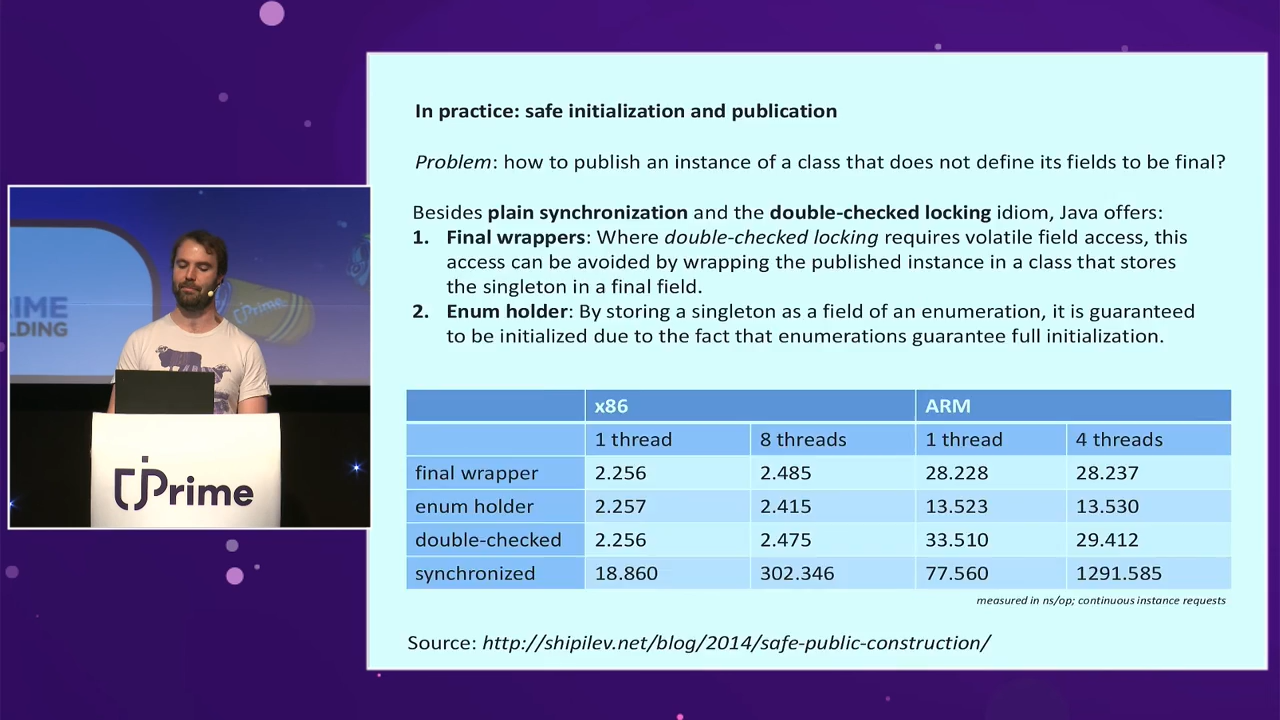 In practice: safe initialization and publication
Problem: how to publish an instance of a class that does not define its fields to be final?
Besides plain synchronization and the double-checked locking idiom, Java offers:
1. Final wrappers: Where double-checked locking requires volatile field access, this
access can be avoided by wrapping the published instance in a class that stores
the singleton in a final field.
2. Enum holder: By storing a singleton as a field of an enumeration, it is guaranteed
to be initialized due to the fact that enumerations guarantee full initialization.
x86 ARM
1 thread 8 threads 1 thread 4 threads
final wrapper 2.256 2.485 28.228 28.237
enum holder 2.257 2.415 13.523 13.530
double-checked 2.256 2.475 33.510 29.412
synchronized 18.860 302.346 77.560 1291.585
measured in ns/op; continuous instance requests
Source: http://shipilev.net/blog/2014/safe-public-construction/
jPrime